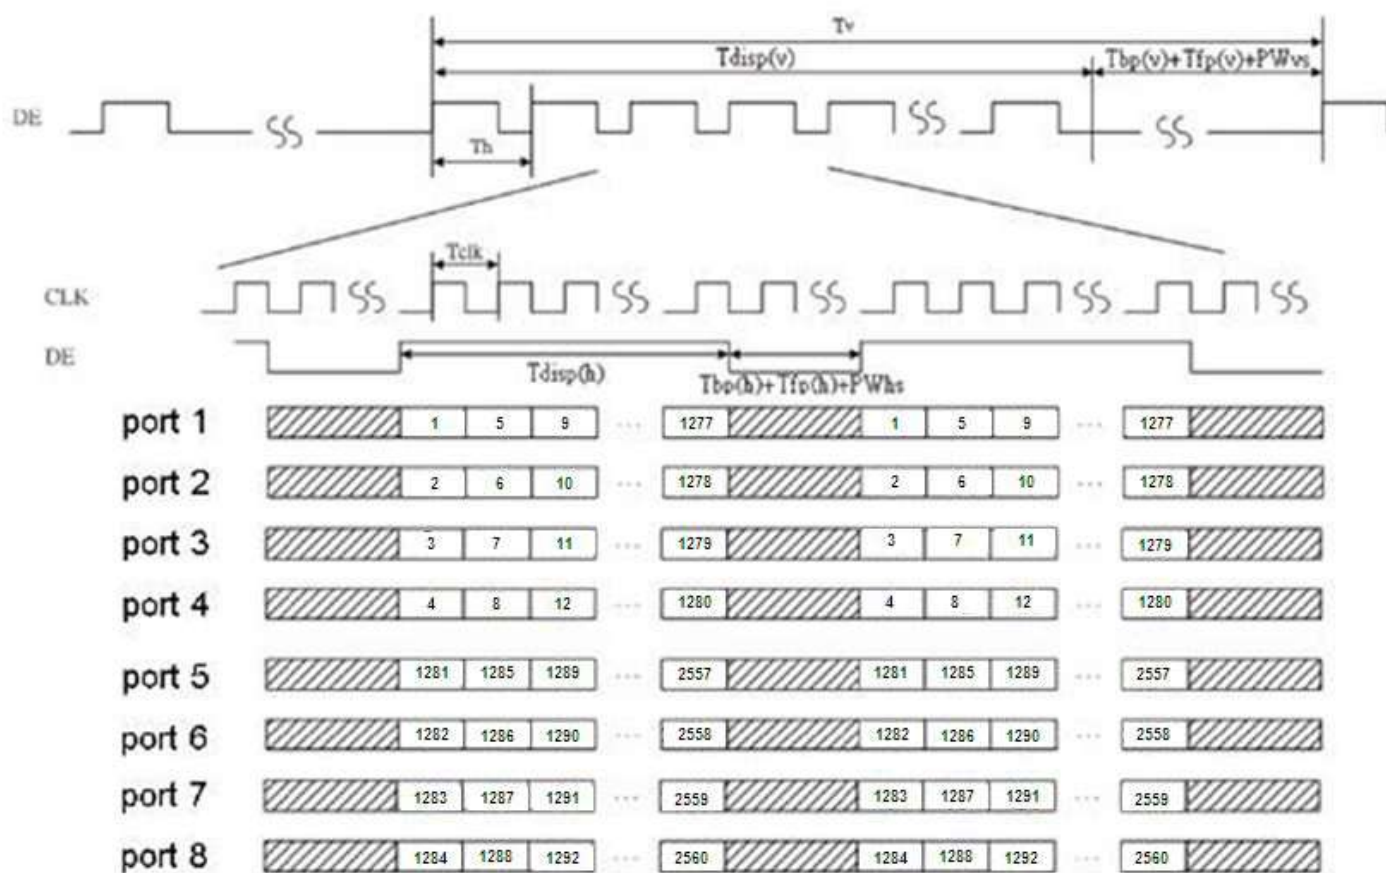 Tv
Tdisp(v) Tbp(v)+Tfp(v)+PWvs
DE
Th
Tclk
CLK
DE
Tdisp(h) Tbp(h)+Tfp(h)+PWhs
port 1 1 5 9 ... 1277 1 5 9 ... 1277
port 2 2 6 10 ... 1278 2 6 10 ... 1278
port 3 3 7 11 ... 1279 3 7 11 ... 1279
port 4 4 8 12 ... 1280 4 8 12 ... 1280
port 5 1281 1285 1289 ... 2557 1281 1285 1289 ... 2557
port 6 1282 1286 1290 ... 2558 1282 1286 1290 ... 2558
port 7 1283 1287 1291 ... 2559 1283 1287 1291 ... 2559
port 8 1284 1288 1292 ... 2560 1284 1288 1292 ... 2560